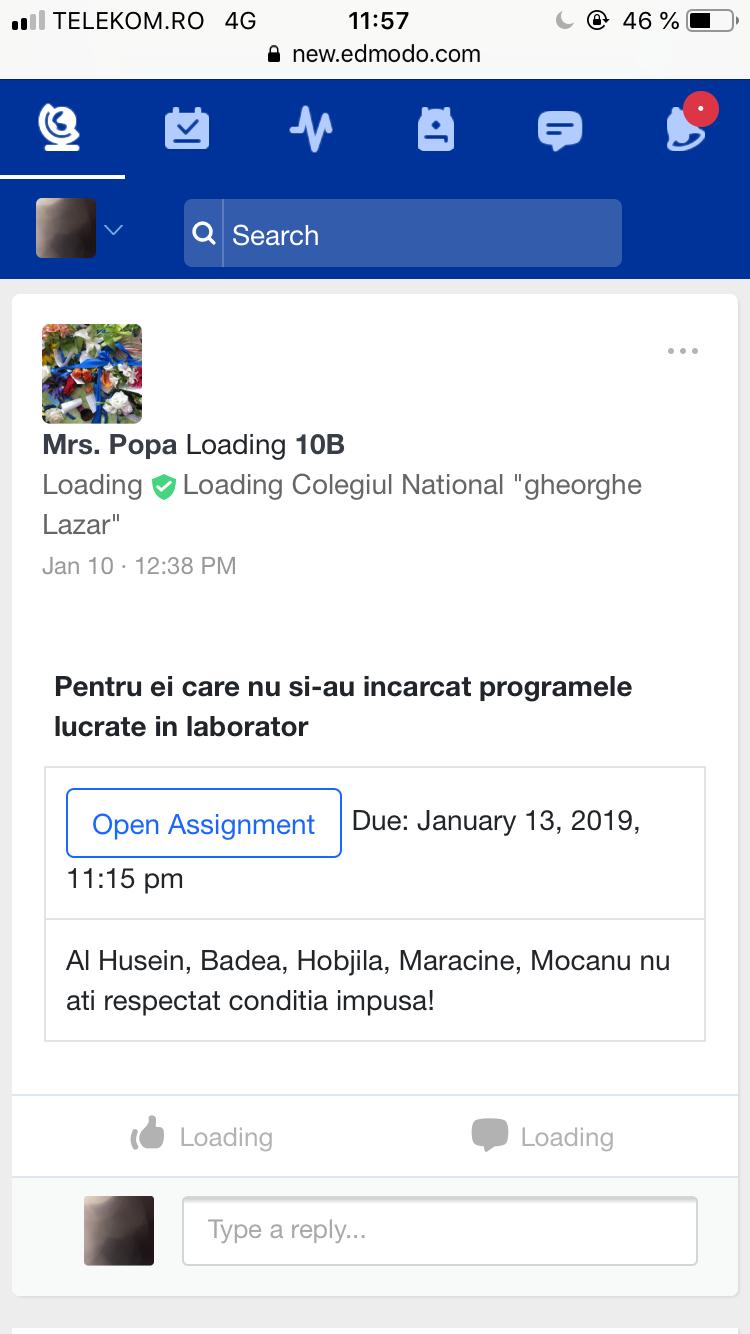 TELEKOM.RO 4G 11:57 46 %
new.edmodo.com
Search
Mrs. Popa Loading 10B
Loading Loading Colegiul National "gheorghe
Lazar"
Jan 10 · 12:38 PM
Pentru ei care nu si-au incarcat programele
lucrate in laborator
Open Assignment Due: January 13, 2019,
11:15 pm
Al Husein, Badea, Hobjila, Maracine, Mocanu nu
ati respectat conditia impusa!
Loading Loading
Type a reply...